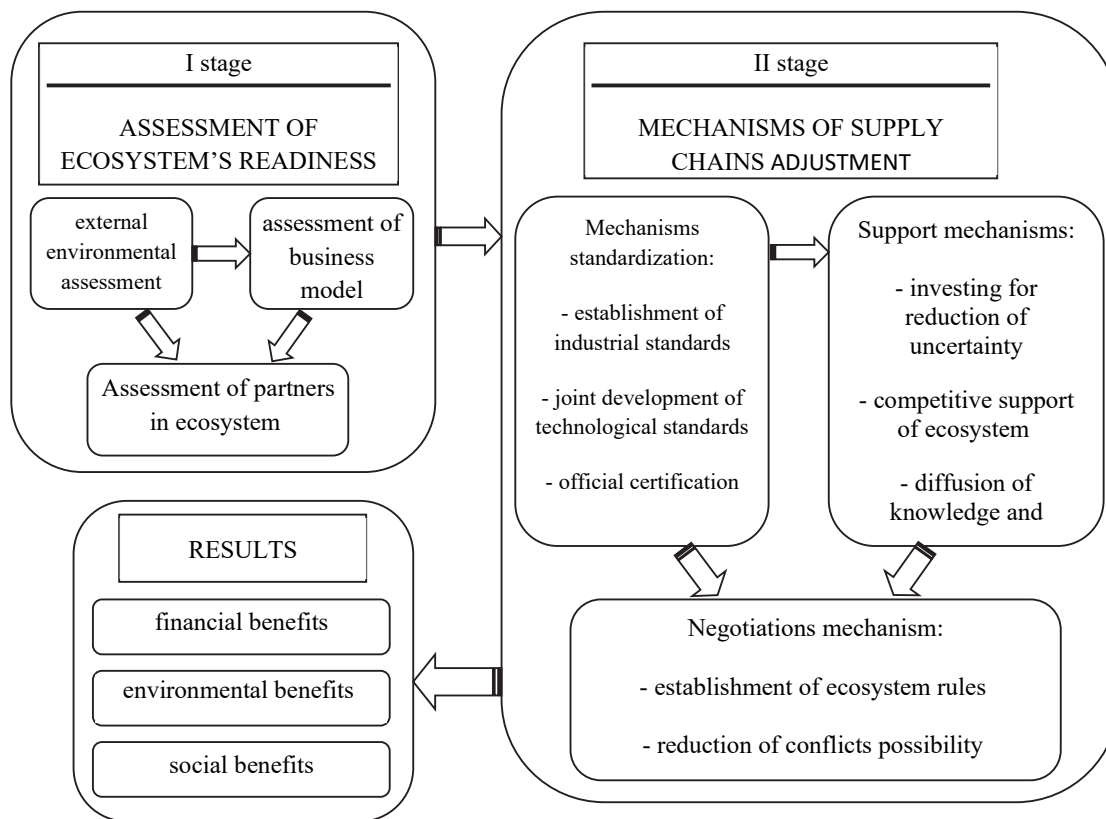 I stage
ASSESSMENT OF
ECOSYSTEM’S READINESS
external
environmental
assessment
assessment of
business
model
Assessment of partners
in ecosystem
II stage
MECHANISMS OF SUPPLY
CHAINS ADJUSTMENT
Mechanisms
standardization:
- establishment of
industrial standards
- joint development of
technological standards
- official certification
Support mechanisms:
- investing for
reduction of
uncertainty
- competitive support
of ecosystem
- diffusion of
knowledge and
Negotiations mechanism:
- establishment of ecosystem rules
- reduction of conflicts possibility
RESULTS
financial benefits
environmental benefits
social benefits